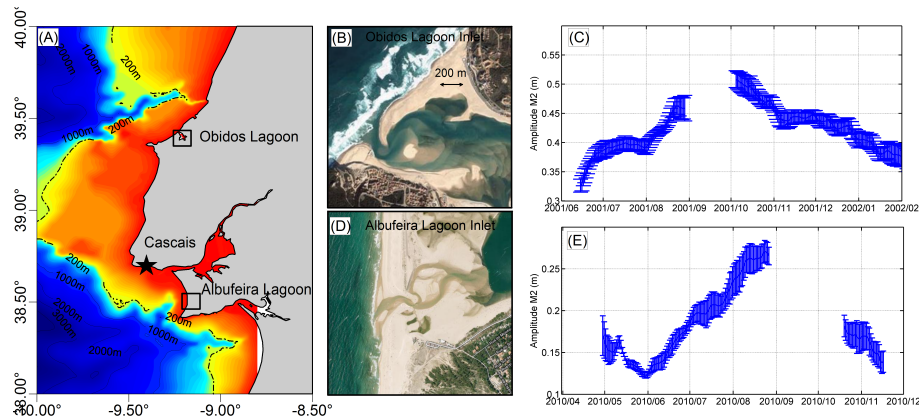 (A)
40.00°
39.50°
39.00°
38.50°
38.00°
-10.00°
-9.50°
-9.00°
-8.50°
1000m
200m
1000m
200m
Obidos Lagoon
Cascais
Albufeira Lagoon
200m
1000m
2000m
3000m
2000m
1000m
200m
(B)
Obidos Lagoon Inlet
200 m
(D)
Albufeira Lagoon Inlet
(C)
Amplitude M2 (m)
0.55
0.5
0.45
0.4
0.35
0.3
2001/06 2001/07 2001/08 2001/09 2001/10 2001/11 2001/12 2002/01 2002/02
(E)
Amplitude M2 (m)
0.25
0.2
0.15
0.1
2010/04 2010/05 2010/06 2010/07 2010/08 2010/09 2010/10 2010/11 2010/12